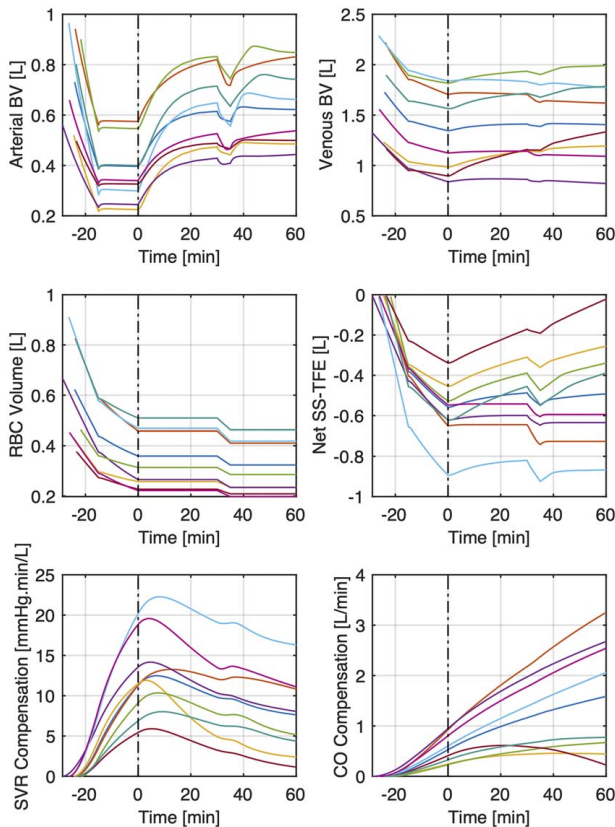 Arterial BV [L]
1
0.8
0.6
0.4
0.2
-20 0 20 40 60
Time [min]
Venous BV [L]
2.5
2
1.5
1
0.5
-20 0 20 40 60
Time [min]
RBC Volume [L]
1
0.8
0.6
0.4
0.2
-20 0 20 40 60
Time [min]
Net SS-TFE [L]
0
-0.2
-0.4
-0.6
-0.8
-1
-20 0 20 40 60
Time [min]
SVR Compensation [mmHg.min/L]
25
20
15
10
5
0
-20 0 20 40 60
Time [min]
CO Compensation [L/min]
4
3
2
1
0
-20 0 20 40 60
Time [min]